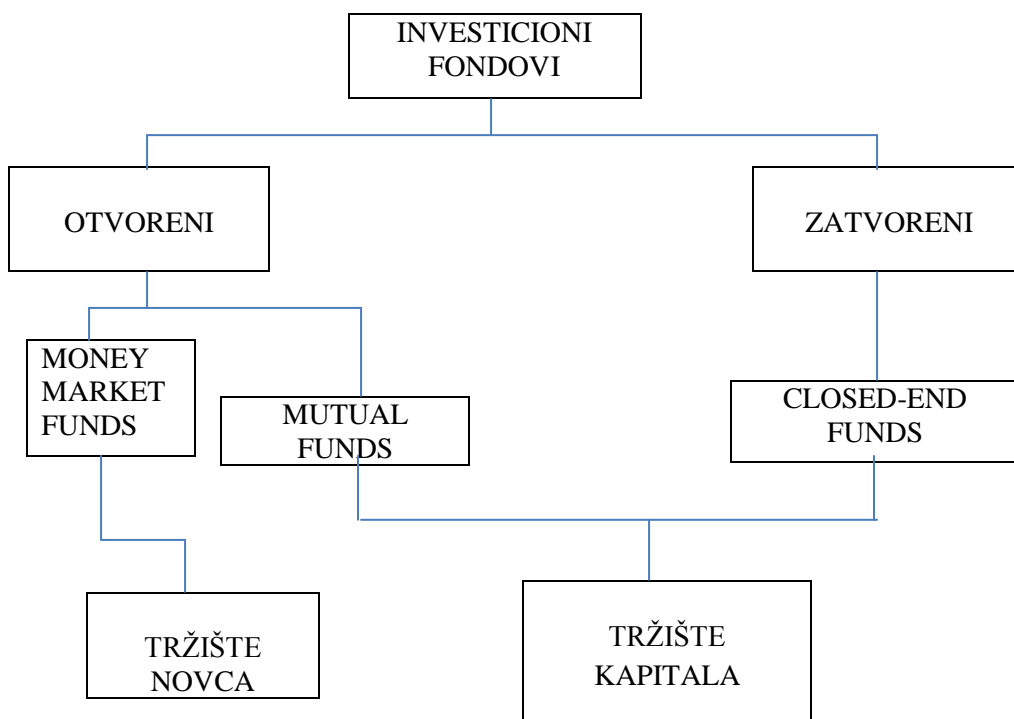 INVESTICIONI
FONDOVI
OTVORENI
ZATVORENI
MONEY
MARKET
FUNDS
MUTUAL
FUNDS
CLOSED-END
FUNDS
TRŽIŠTE
NOVCA
TRŽIŠTE
KAPITALA